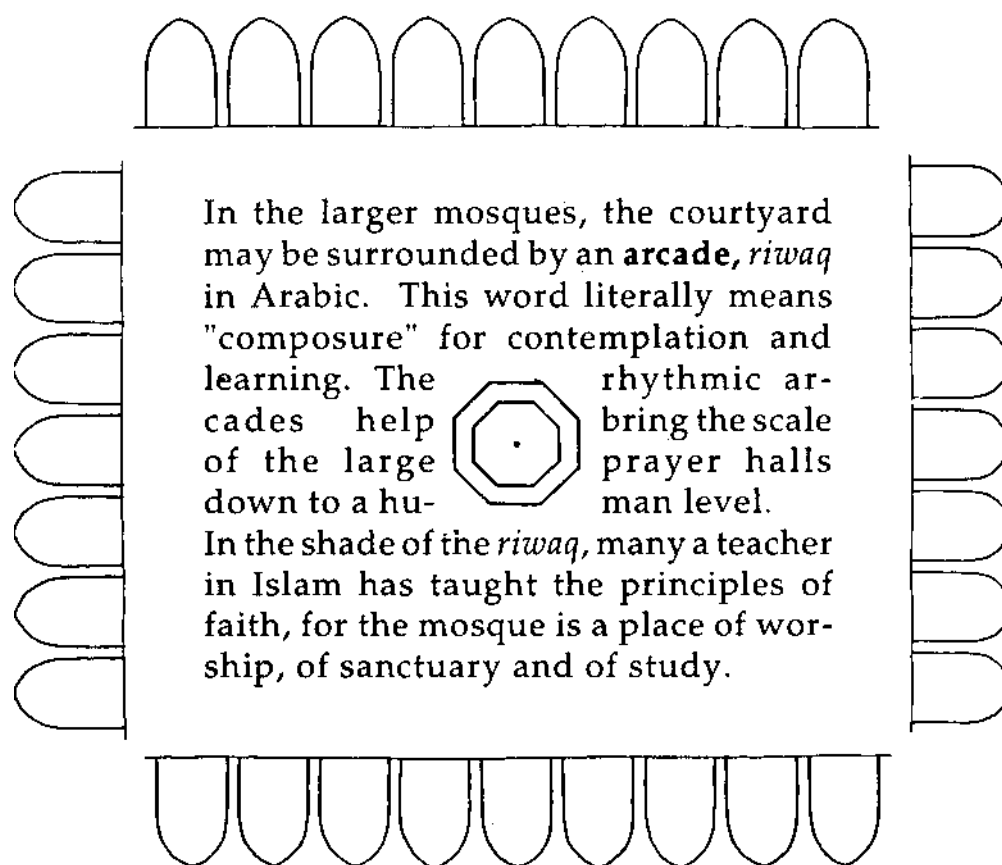 In the larger mosques, the courtyard
may be surrounded by an arcade, riwaq
in Arabic. This word literally means
"composure" for contemplation and
learning. The rhythmic ar-
cades help bring the scale
of the large prayer halls
down to a hu- man level.
In the shade of the riwaq, many a teacher
in Islam has taught the principles of
faith, for the mosque is a place of wor-
ship, of sanctuary and of study.